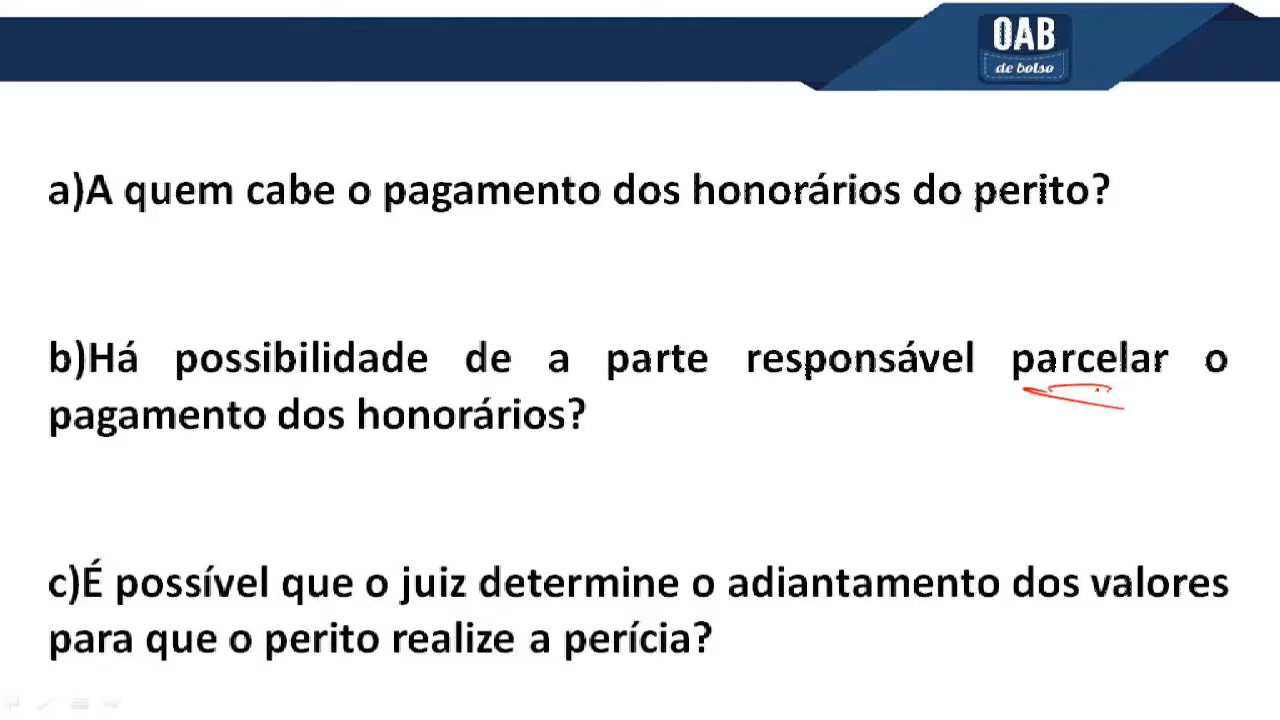 OAB
de bolso
a)A quem cabe o pagamento dos honorários do perito?
b)Há possibilidade de a parte responsável parcelar o
pagamento dos honorários?
c)É possível que o juiz determine o adiantamento dos valores
para que o perito realize a perícia?